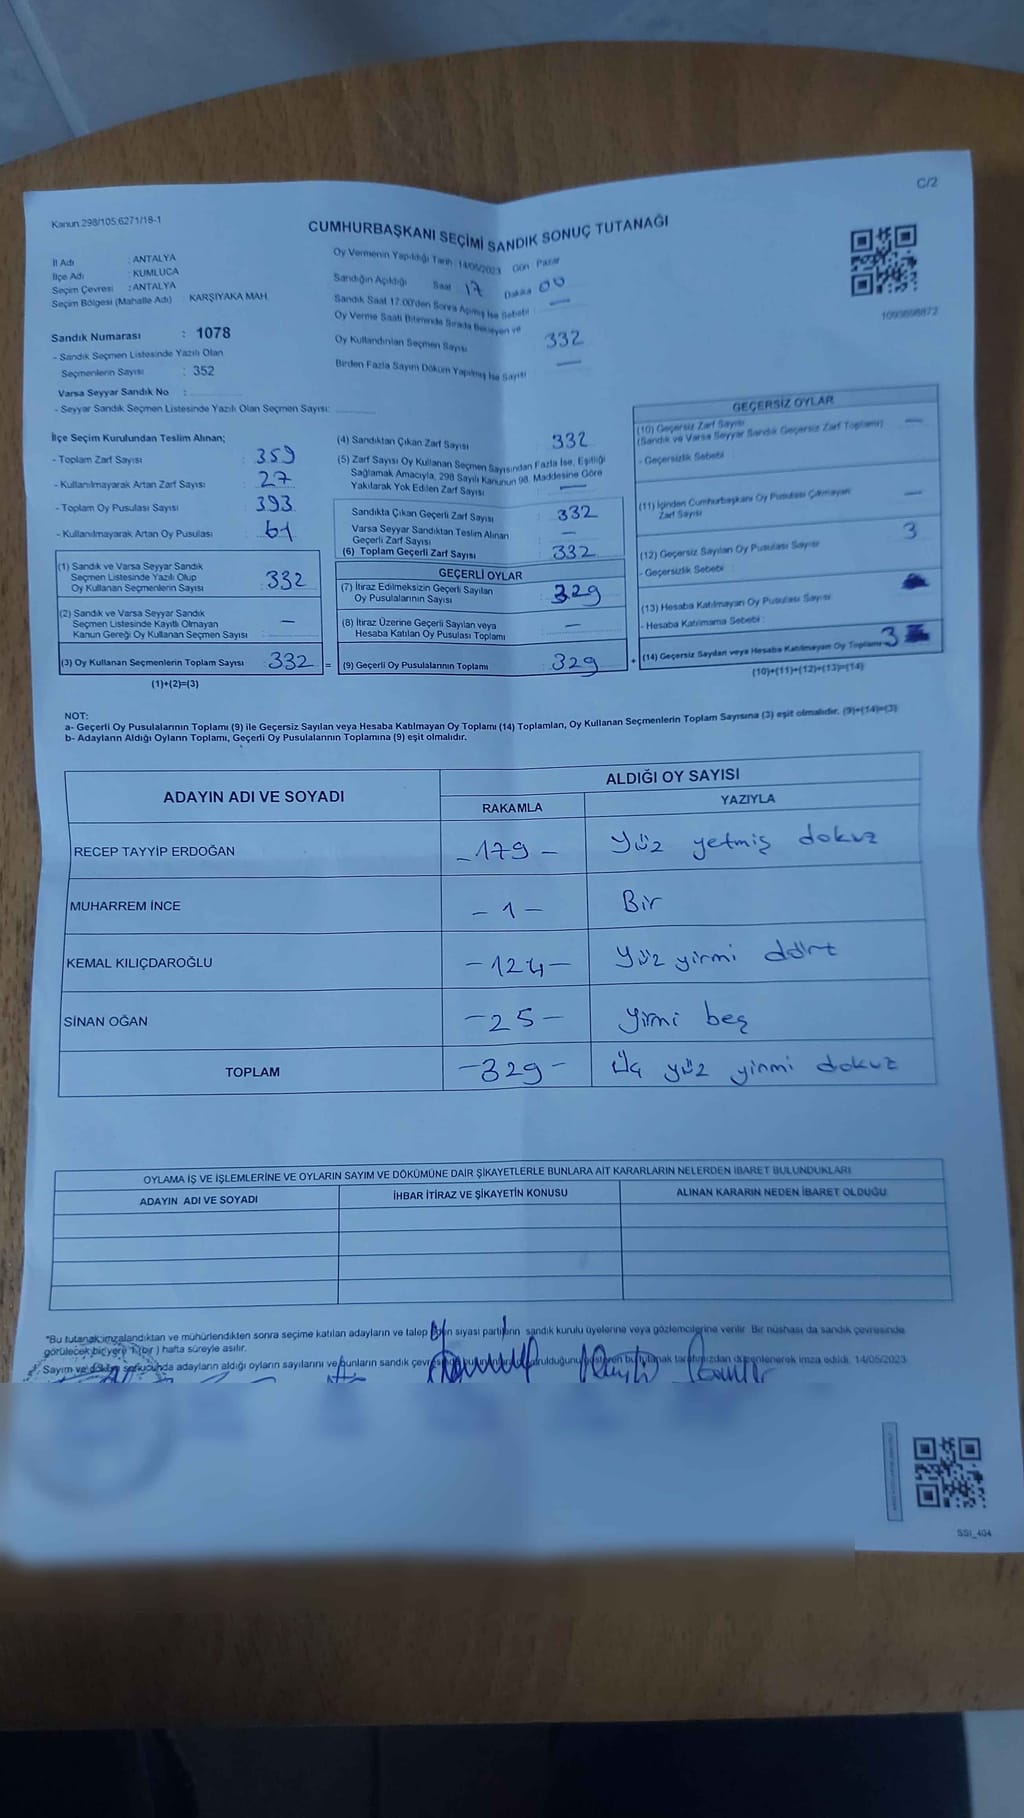 C/2
Kanun 298/105;6271/18-1
CUMHURBAŞKANI SEÇİMİ SANDIK SONUÇ TUTANAĞI
İl Adı : ANTALYA
İlçe Adı : KUMLUCA
Seçim Çevresi : ANTALYA
Seçim Bölgesi (Mahalle Adı) KARŞIYAKA MAH.
Oy Vermenin Yapıldığı Tarih : 14/05/2023 Gün : Pazar
Sandığın Açıldığı Saat : 17 Dakika 00
Sandık Saat 17:00'den Sonra Açılmış İse Sebebi : —
Oy Verme Saati Bitiminde Sırada Bekleyen ve
Oy Kullandırılan Seçmen Sayısı 332
Birden Fazla Sayım Döküm Yapılmış İse Sayısı —
Sandık Numarası : 1078
- Sandık Seçmen Listesinde Yazılı Olan
Seçmenlerin Sayısı : 352
Varsa Seyyar Sandık No :
- Seyyar Sandık Seçmen Listesinde Yazılı Olan Seçmen Sayısı:
İlçe Seçim Kurulundan Teslim Alınan;
- Toplam Zarf Sayısı : 359
- Kullanılmayarak Artan Zarf Sayısı : 27
- Toplam Oy Pusulası Sayısı : 393
- Kullanılmayarak Artan Oy Pusulası : 61
(1) Sandık ve Varsa Seyyar Sandık
Seçmen Listesinde Yazılı Olup
Oy Kullanan Seçmenlerin Sayısı : 332
(2) Sandık ve Varsa Seyyar Sandık
Seçmen Listesinde Kayıtlı Olmayan
Kanun Gereği Oy Kullanan Seçmen Sayısı —
(3) Oy Kullanan Seçmenlerin Toplam Sayısı : 332 =
(1)+(2)=(3)
(4) Sandıktan Çıkan Zarf Sayısı : 332
(5) Zarf Sayısı Oy Kullanan Seçmen Sayısından Fazla İse, Eşitliği
Sağlamak Amacıyla, 298 Sayılı Kanunun 98. Maddesine Göre
Yakılarak Yok Edilen Zarf Sayısı —
Sandıkta Çıkan Geçerli Zarf Sayısı : 332
Varsa Seyyar Sandıktan Teslim Alınan
Geçerli Zarf Sayısı —
(6) Toplam Geçerli Zarf Sayısı : 332
GEÇERLİ OYLAR
(7) İtiraz Edilmeksizin Geçerli Sayılan
Oy Pusulalarının Sayısı : 329
(8) İtiraz Üzerine Geçerli Sayılan veya
Hesaba Katılan Oy Pusulası Toplamı —
(9) Geçerli Oy Pusulalarının Toplamı : 329 +
GEÇERSİZ OYLAR
(10) Geçersiz Zarf Sayısı —
(Sandık ve Varsa Seyyar Sandık Geçersiz Zarf Toplamı)
- Geçersizlik Sebebi :
(11) İçinden Cumhurbaşkanı Oy Pusulası Çıkmayan —
Zarf Sayısı
(12) Geçersiz Sayılan Oy Pusulası Sayısı 3
- Geçersizlik Sebebi :
(13) Hesaba Katılmayan Oy Pusulası Sayısı
- Hesaba Katılmama Sebebi :
(14) Geçersiz Sayılan veya Hesaba Katılmayan Oy Toplamı 3
(10)+(11)+(12)+(13)=(14)
NOT:
a- Geçerli Oy Pusulalarının Toplamı (9) ile Geçersiz Sayılan veya Hesaba Katılmayan Oy Toplamı (14) Toplamları, Oy Kullanan Seçmenlerin Toplam Sayısına (3) eşit olmalıdır. (9)+(14)=(3)
b- Adayların Aldığı Oyların Toplamı, Geçerli Oy Pusulalarının Toplamına (9) eşit olmalıdır.
ADAYIN ADI VE SOYADI ALDIĞI OY SAYISI
RAKAMLA YAZIYLA
RECEP TAYYİP ERDOĞAN - 179 - Yüz yetmiş dokuz
MUHARREM İNCE - 1 - Bir
KEMAL KILIÇDAROĞLU - 124 - Yüz yirmi dört
SİNAN OĞAN - 25 - yirmi beş
TOPLAM - 329 - Üç yüz yirmi dokuz
OYLAMA İŞ VE İŞLEMLERİNE VE OYLARIN SAYIM VE DÖKÜMÜNE DAİR ŞİKAYETLERLE BUNLARA AİT KARARLARIN NELERDEN İBARET BULUNDUKLARI
ADAYIN ADI VE SOYADI İHBAR İTİRAZ VE ŞİKAYETİN KONUSU ALINAN KARARIN NEDEN İBARET OLDUĞU
*Bu tutanak imzalandıktan ve mühürlendikten sonra seçime katılan adayların ve talep eden siyasi partilerin sandık kurulu üyelerine veya gözlemcilerine verilir. Bir nüshası da sandık çevresinde
görülecek bir yere 1 (bir) hafta süreyle asılır.
Sayım ve döküm sonucunda adayların aldığı oyların sayılarını ve bunların sandık gösteren bu tutanak tarafımızdan düzenlenerek imza edildi. 14/05/2023
SSI_404